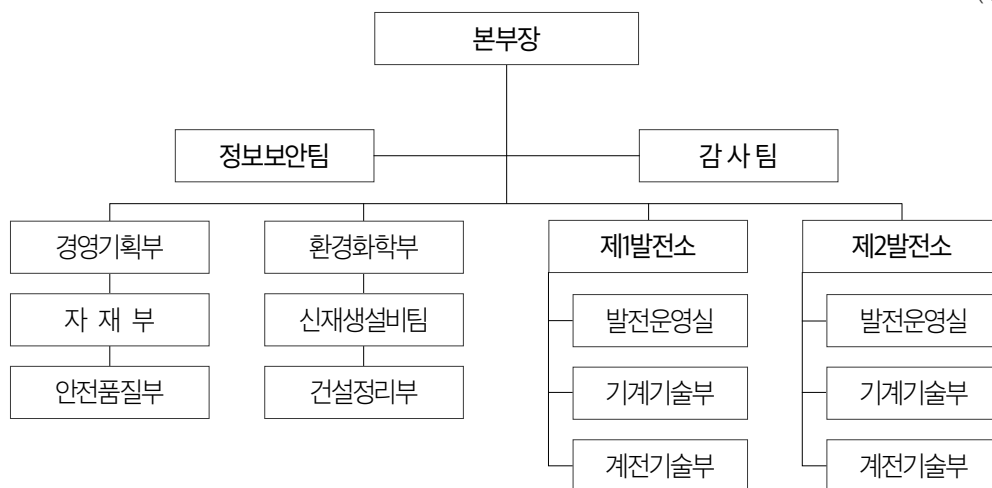 본부장
정보보안팀 감 사 팀
경영기획부 환경화학부 제1발전소 제2발전소
자 재 부 신재생설비팀 발전운영실 발전운영실
안전품질부 건설정리부 기계기술부 기계기술부
계전기술부 계전기술부